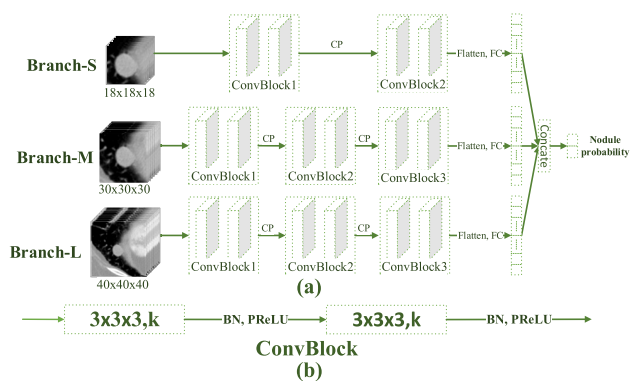 Branch-S
18x18x18
ConvBlock1
CP
ConvBlock2
Flatten, FC
Branch-M
30x30x30
ConvBlock1
CP
ConvBlock2
CP
ConvBlock3
Flatten, FC
Concate
Nodule
probability
Branch-L
40x40x40
ConvBlock1
CP
ConvBlock2
CP
ConvBlock3
Flatten, FC
(a)
3x3x3,k
BN, PReLU
3x3x3,k
BN, PReLU
ConvBlock
(b)